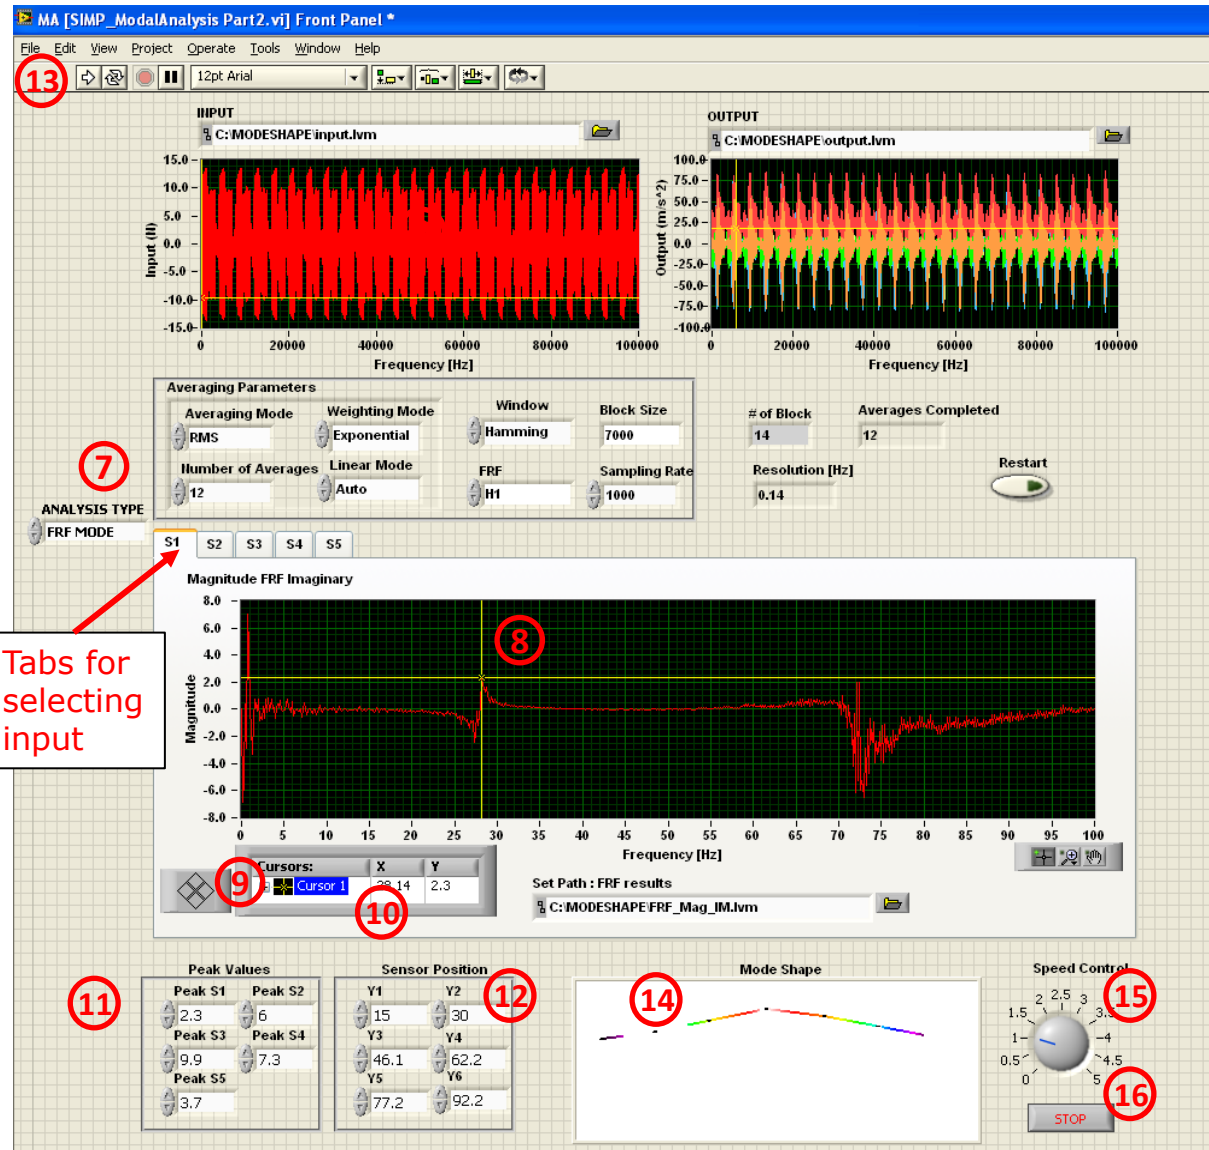 MA [SIMP_ModalAnalysis Part2.vi] Front Panel *
File Edit View Project Operate Tools Window Help
13
12pt Arial
INPUT
C:\MODESHAPE\input.lvm
15.0
10.0
5.0
0.0
-5.0
-10.0
-15.0
Input (II)
0 20000 40000 60000 80000 100000
Frequency [Hz]
OUTPUT
C:\MODESHAPE\output.lvm
100.0
75.0
50.0
25.0
0.0
-25.0
-50.0
-75.0
-100.0
Output (m/s^2)
0 20000 40000 60000 80000 100000
Frequency [Hz]
Averaging Parameters
Averaging Mode Weighting Mode Window Block Size
RMS Exponential Hamming 7000
Number of Averages Linear Mode FRF Sampling Rate
12 Auto H1 1000
# of Block Averages Completed
14 12
Resolution [Hz] Restart
0.14
7
ANALYSIS TYPE
FRF MODE
S1 S2 S3 S4 S5
Magnitude FRF Imaginary
8.0
6.0
4.0
2.0
0.0
-2.0
-4.0
-6.0
-8.0
Magnitude
8
Tabs for
selecting
input
0 5 10 15 20 25 30 35 40 45 50 55 60 65 70 75 80 85 90 95 100
Frequency [Hz]
9
Cursors: X Y
Cursor 1 28.14 2.3
10
Set Path : FRF results
C:\MODESHAPE\FRF_Mag_IM.lvm
11
Peak Values
Peak S1 Peak S2
2.3 6
Peak S3 Peak S4
9.9 7.3
Peak S5
3.7
Sensor Position
12
Y1 Y2
15 30
Y3 Y4
46.1 62.2
Y5 Y6
77.2 92.2
Mode Shape
14
Speed Control
15
0 0.5 1 1.5 2 2.5 3 3.5 4 4.5 5
16
STOP